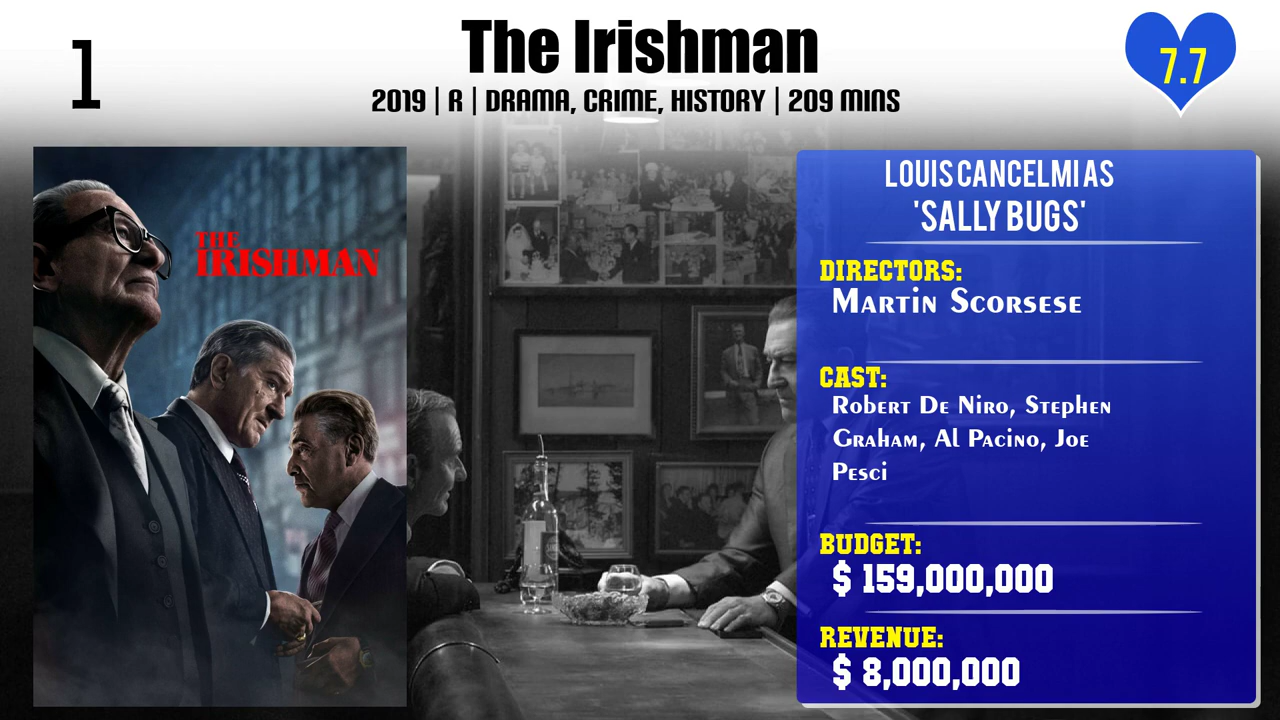 1
The Irishman
2019 | R | DRAMA, CRIME, HISTORY | 209 MINS
7.7
THE
IRISHMAN
LOUIS CANCELMI AS
'SALLY BUGS'
DIRECTORS:
Martin Scorsese
CAST:
Robert De Niro, Stephen
Graham, Al Pacino, Joe
Pesci
BUDGET:
$ 159,000,000
REVENUE:
$ 8,000,000